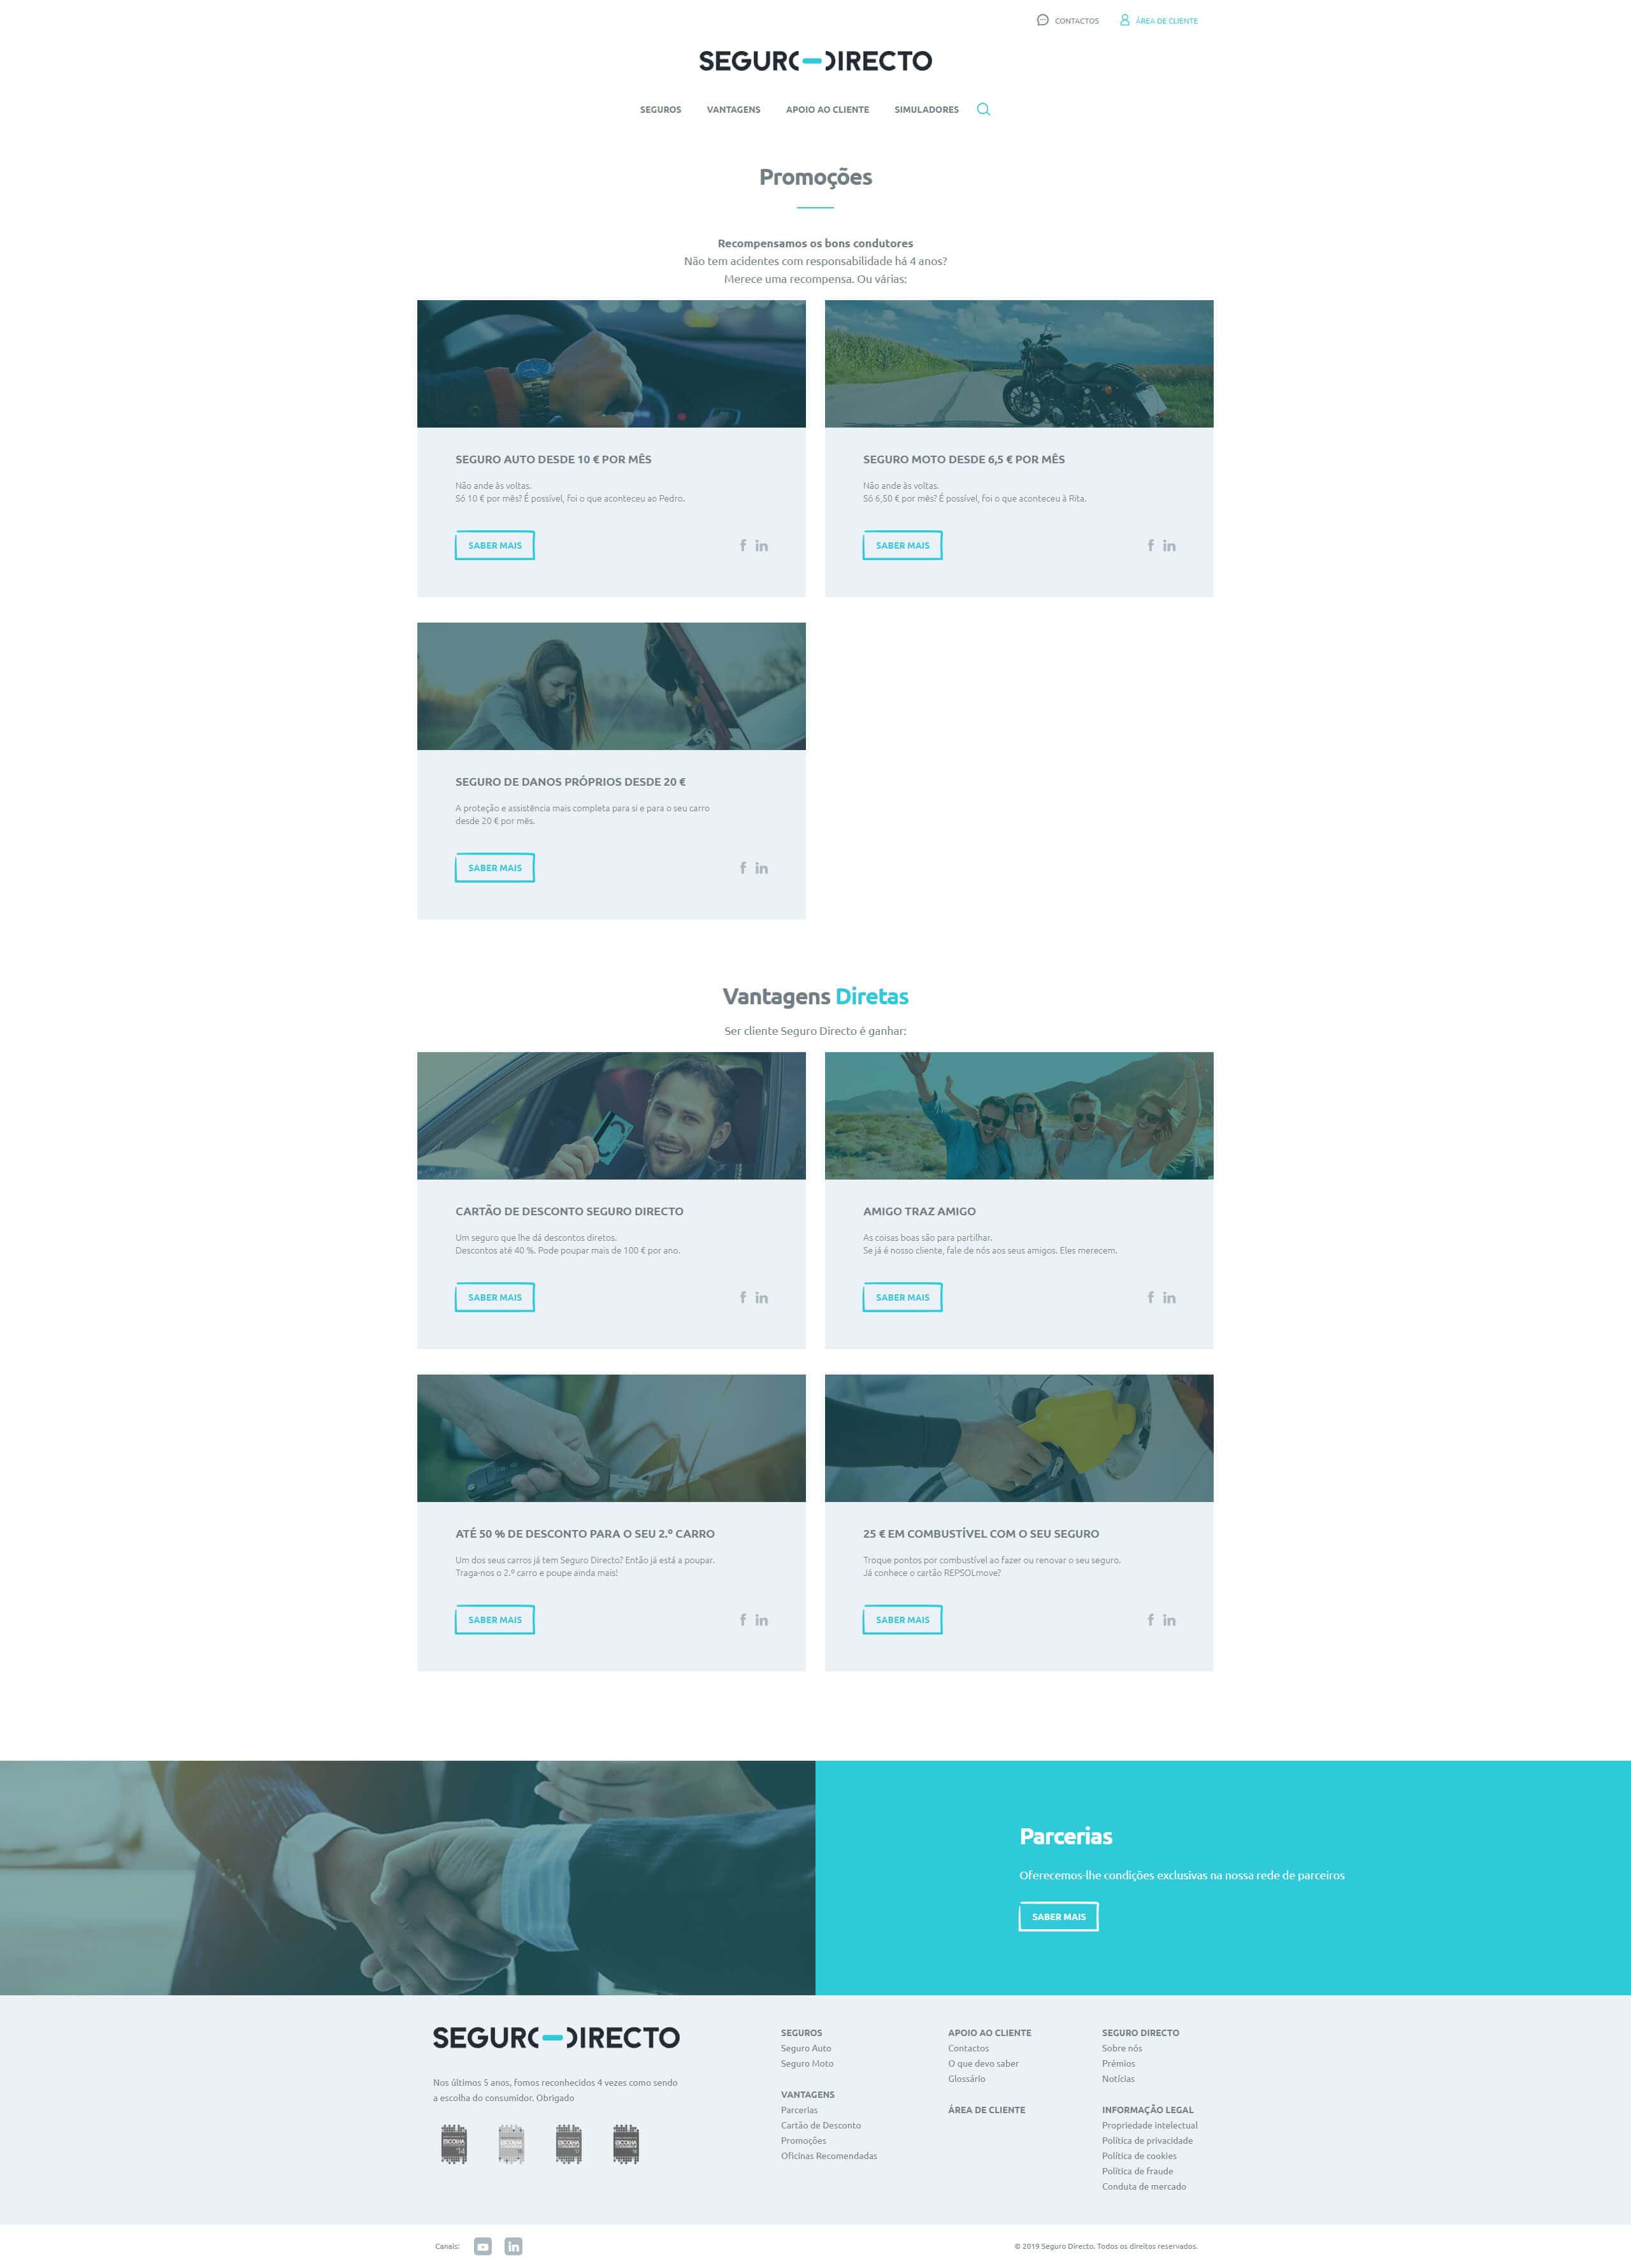 CONTACTOS
ÁREA DE CLIENTE
SEGURO DIRECTO
SEGUROS
VANTAGENS
APOIO AO CLIENTE
SIMULADORES
Promoções
Recompensamos os bons condutores
Não tem acidentes com responsabilidade há 4 anos?
Merece uma recompensa. Ou várias:
SEGURO AUTO DESDE 10 € POR MÊS
Não ande às voltas.
Só 10 € por mês? É possível, foi o que aconteceu ao Pedro.
SABER MAIS
SEGURO MOTO DESDE 6,5 € POR MÊS
Não ande às voltas.
Só 6,50 € por mês? É possível, foi o que aconteceu à Rita.
SABER MAIS
SEGURO DE DANOS PRÓPRIOS DESDE 20 €
A proteção e assistência mais completa para si e para o seu carro
desde 20 € por mês.
SABER MAIS
Vantagens Diretas
Ser cliente Seguro Directo é ganhar:
CARTÃO DE DESCONTO SEGURO DIRECTO
Um seguro que lhe dá descontos diretos.
Descontos até 40 %. Pode poupar mais de 100 € por ano.
SABER MAIS
AMIGO TRAZ AMIGO
As coisas boas são para partilhar.
Se já é nosso cliente, fale de nós aos seus amigos. Eles merecem.
SABER MAIS
ATÉ 50 % DE DESCONTO PARA O SEU 2.º CARRO
Um dos seus carros já tem Seguro Directo? Então já está a poupar.
Traga-nos o 2.º carro e poupe ainda mais!
SABER MAIS
25 € EM COMBUSTÍVEL COM O SEU SEGURO
Troque pontos por combustível ao fazer ou renovar o seu seguro.
Já conhece o cartão REPSOLmove?
SABER MAIS
Parcerias
Oferecemos-lhe condições exclusivas na nossa rede de parceiros
SABER MAIS
SEGURO DIRECTO
Nos últimos 5 anos, fomos reconhecidos 4 vezes como sendo
a escolha do consumidor. Obrigado
SEGUROS
Seguro Auto
Seguro Moto
VANTAGENS
Parcerias
Cartão de Desconto
Promoções
Oficinas Recomendadas
APOIO AO CLIENTE
Contactos
O que devo saber
Glossário
ÁREA DE CLIENTE
SEGURO DIRECTO
Sobre nós
Prémios
Notícias
INFORMAÇÃO LEGAL
Propriedade intelectual
Política de privacidade
Política de cookies
Política de fraude
Conduta de mercado
Canais:
© 2019 Seguro Directo. Todos os direitos reservados.